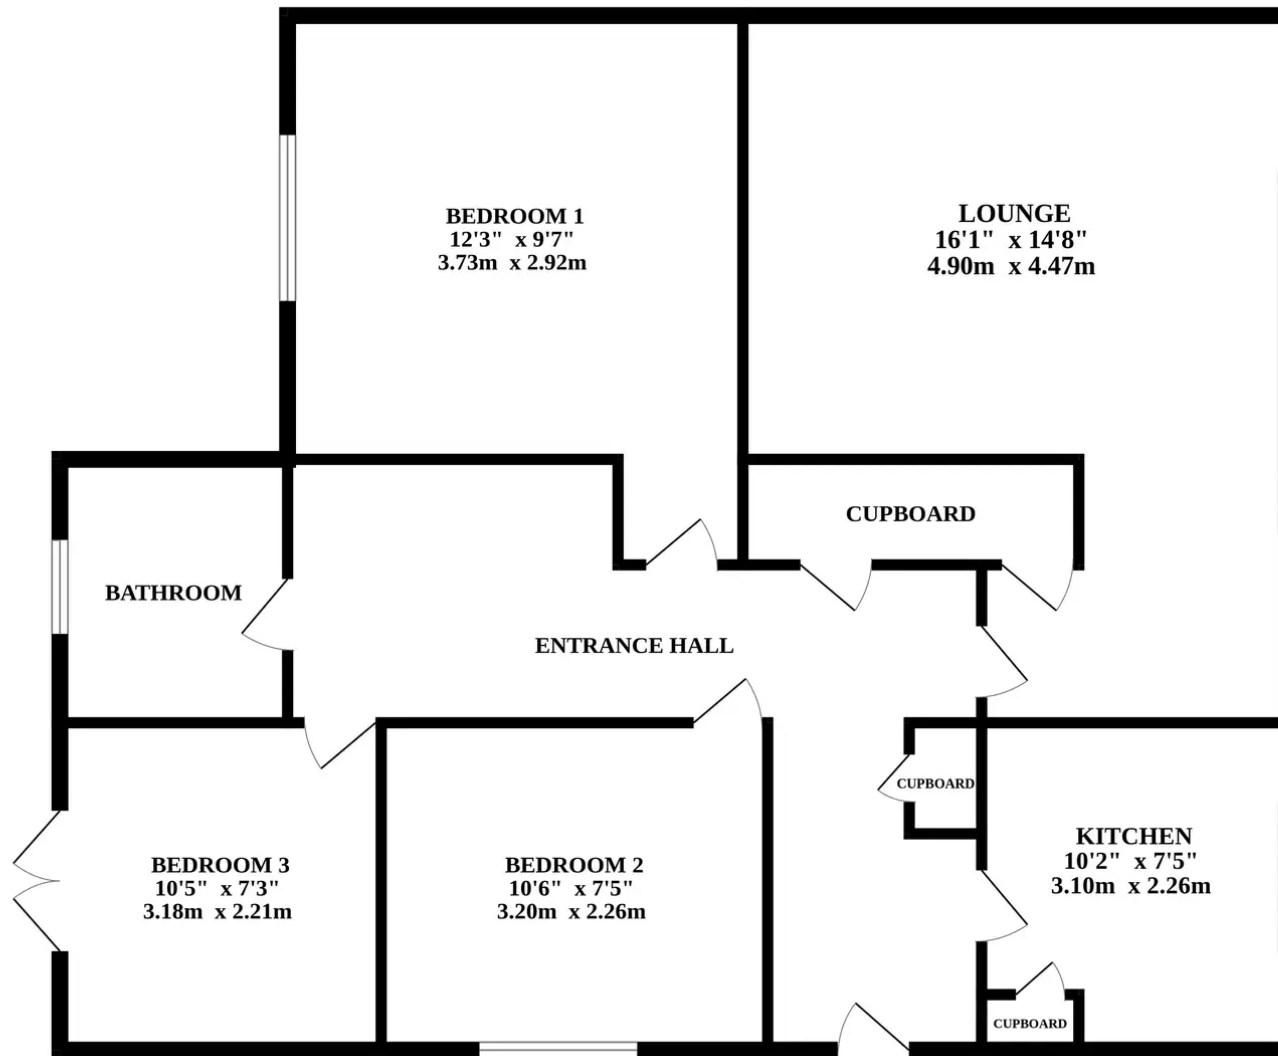 BEDROOM 1
12'3" x 9'7"
3.73m x 2.92m
LOUNGE
16'1" x 14'8"
4.90m x 4.47m
CUPBOARD
BATHROOM
ENTRANCE HALL
CUPBOARD
BEDROOM 3
10'5" x 7'3"
3.18m x 2.21m
BEDROOM 2
10'6" x 7'5"
3.20m x 2.26m
KITCHEN
10'2" x 7'5"
3.10m x 2.26m
CUPBOARD